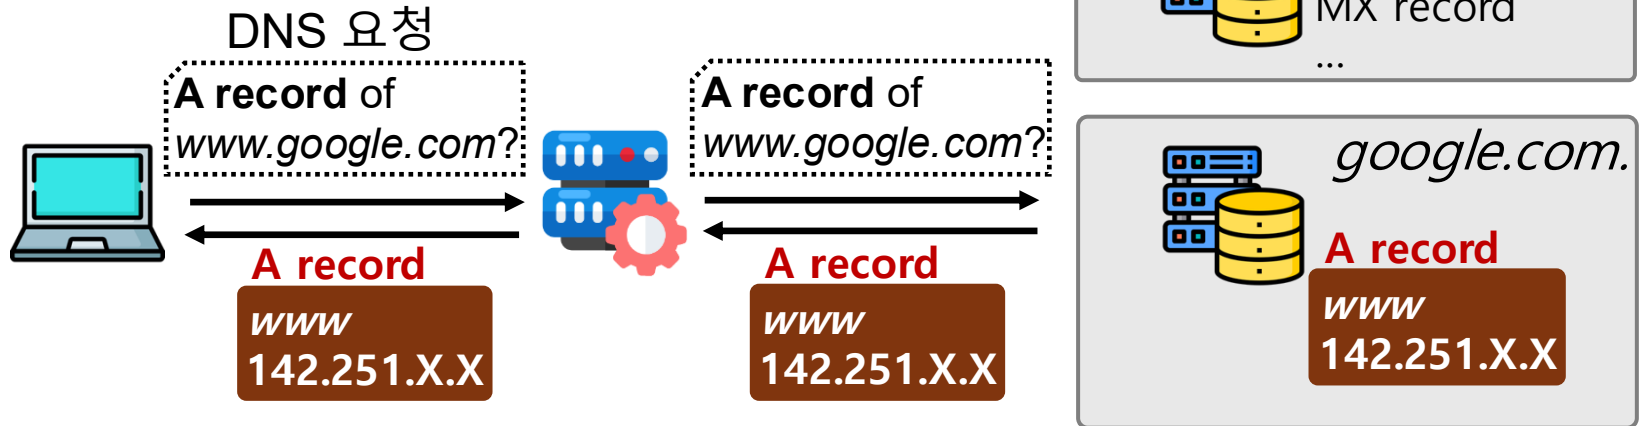 DNS 요청
A record of
www.google.com?
A record
www
142.251.X.X
A record of
www.google.com?
A record
www
142.251.X.X
MX record
...
google.com.
A record
www
142.251.X.X